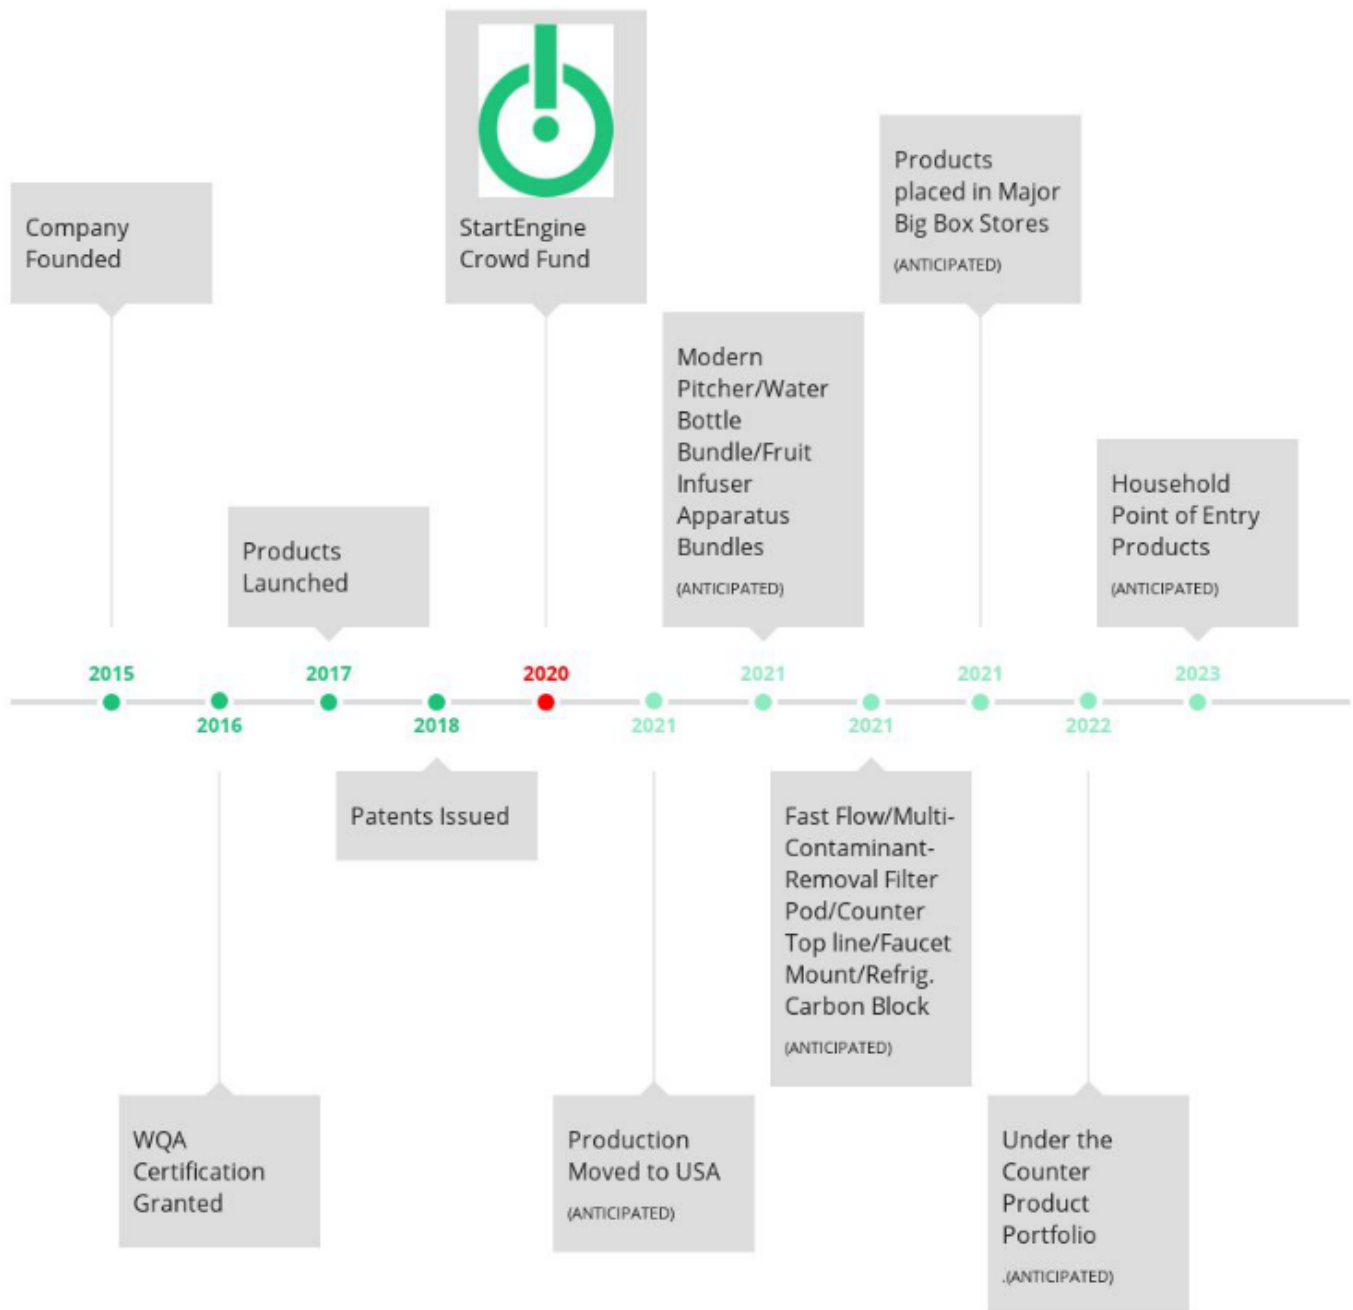 Company
Founded
StartEngine
Crowd Fund
Products
placed in Major
Big Box Stores
(ANTICIPATED)
Products
Launched
Modern
Pitcher/Water
Bottle
Bundle/Fruit
Infuser
Apparatus
Bundles
(ANTICIPATED)
Household
Point of Entry
Products
(ANTICIPATED)
2015
2016
2017
2018
2020
2021
2021
2021
2021
2022
2023
Patents Issued
Fast Flow/Multi-
Contaminant-
Removal Filter
Pod/Counter
Top line/Faucet
Mount/Refrig.
Carbon Block
(ANTICIPATED)
WQA
Certification
Granted
Production
Moved to USA
(ANTICIPATED)
Under the
Counter
Product
Portfolio
.(ANTICIPATED)